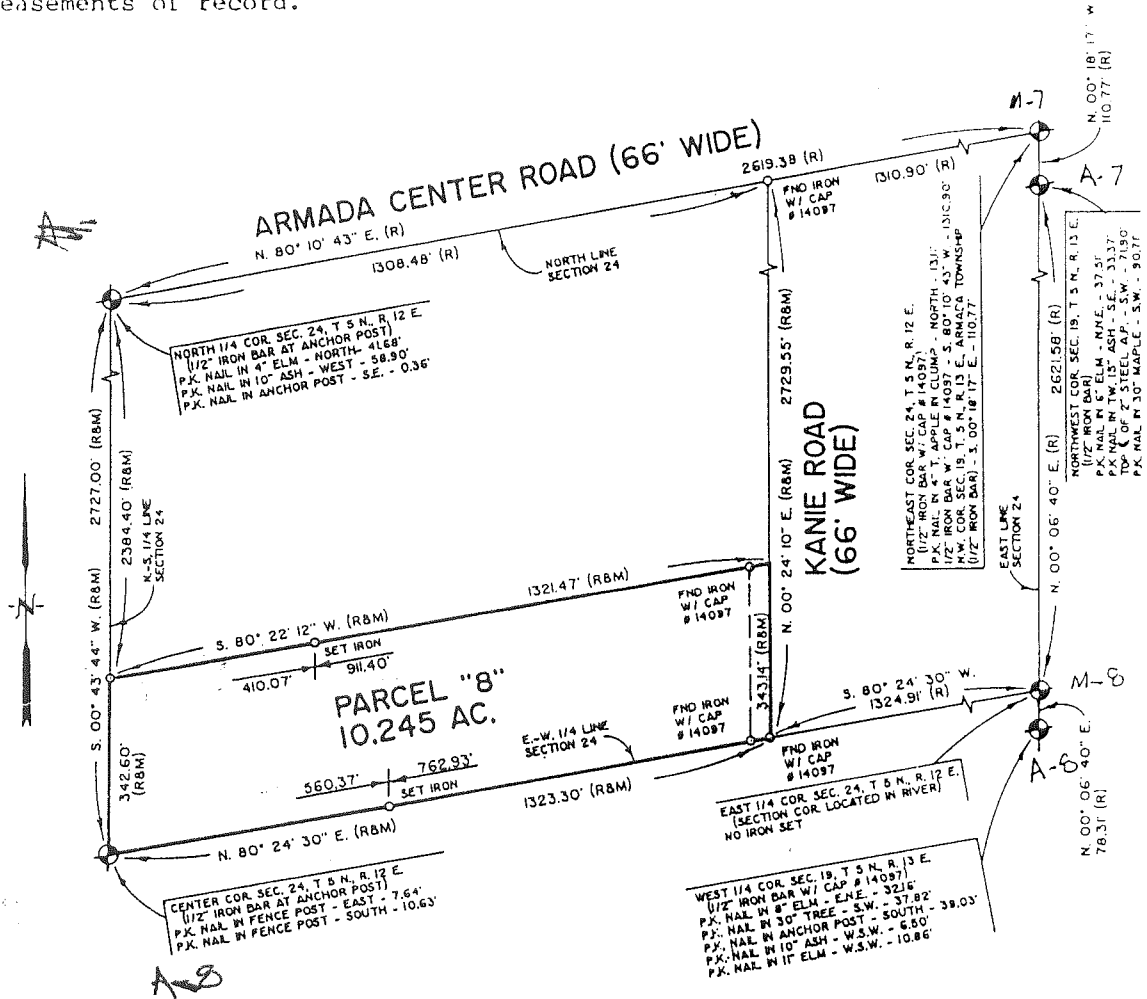 easements of record.
N. 00° 18' 17" W
110.77' (R)
M-7
ARMADA CENTER ROAD (66' WIDE)
2619.38 (R)
1310.90' (R)
A-7
N. 80° 10' 43" E. (R)
1308.48' (R)
NORTH LINE
SECTION 24
FND IRON
W/ CAP
# 14097
NORTH 1/4 COR. SEC. 24, T 5 N., R. 12 E.
(1/2" IRON BAR AT ANCHOR POST)
P.K. NAIL IN 4" ELM - NORTH - 41.68'
P.K. NAIL IN 10" ASH - WEST - 58.90'
P.K. NAIL IN ANCHOR POST - S.E. - 0.36'
NORTHWEST COR. SEC. 19, T 5 N., R. 13 E.
(1/2" IRON BAR)
P.K. NAIL IN 6" ELM - N.N.E. - 37.51'
P.K. NAIL IN TW. 15" ASH - S.E. - 33.37'
TOP ℄ OF 2" STEEL A.P. - S.W. - 71.90'
P.K. NAIL IN 30" MAPLE - S.W. - 90.71'
NORTHEAST COR. SEC. 24, T 5 N., R. 12 E.
(1/2" IRON BAR W/ CAP # 14097)
P.K. NAIL IN 4" T. APPLE IN CLUMP - NORTH - 13.11'
1/2" IRON BAR W/ CAP # 14097 - S. 80° 10' 43" W. - 1310.90'
N.W. COR. SEC. 19, T. 5 N., R. 13 E., ARMADA TOWNSHIP
(1/2" IRON BAR) - S. 00° 18' 17" E. - 110.77'
2727.00' (R&M)
2384.40' (R&M)
N.-S. 1/4 LINE
SECTION 24
S. 00° 43' 44" W. (R&M)
2729.55' (R&M)
N. 00° 24' 10" E. (R&M)
KANIE ROAD
(66' WIDE)
2621.58' (R)
EAST LINE
SECTION 24
N. 00° 06' 40" E. (R)
1321.47' (R&M)
S. 80° 22' 12" W. (R&M)
SET IRON
410.07'
911.40'
FND IRON
W/ CAP
# 14097
343.14' (R&M)
PARCEL "8"
10.245 AC.
342.60'
(R&M)
E.-W. 1/4 LINE
SECTION 24
FND IRON
W/ CAP
# 14097
S. 80° 24' 30" W.
1324.91' (R)
M-8
560.37'
762.93'
SET IRON
1323.30' (R&M)
N. 80° 24' 30" E. (R&M)
FND IRON
W/ CAP
# 14097
A-8
N. 00° 06' 40" E.
78.31' (R)
EAST 1/4 COR. SEC. 24, T 5 N., R. 12 E.
(SECTION COR. LOCATED IN RIVER)
NO IRON SET
CENTER COR. SEC. 24, T 5 N., R. 12 E.
(1/2" IRON BAR AT ANCHOR POST)
P.K. NAIL IN FENCE POST - EAST - 7.64'
P.K. NAIL IN FENCE POST - SOUTH - 10.63'
WEST 1/4 COR. SEC. 19, T 5 N., R. 13 E.
(1/2" IRON BAR W/ CAP # 14097)
P.K. NAIL IN 8" ELM - E.N.E. - 32.16'
P.K. NAIL IN 30" TREE - S.W. - 37.82'
P.K. NAIL IN ANCHOR POST - SOUTH - 38.03'
P.K. NAIL IN 10" ASH - W.S.W. - 6.50'
P.K. NAIL IN 11" ELM - W.S.W. - 10.86'
A-8
N